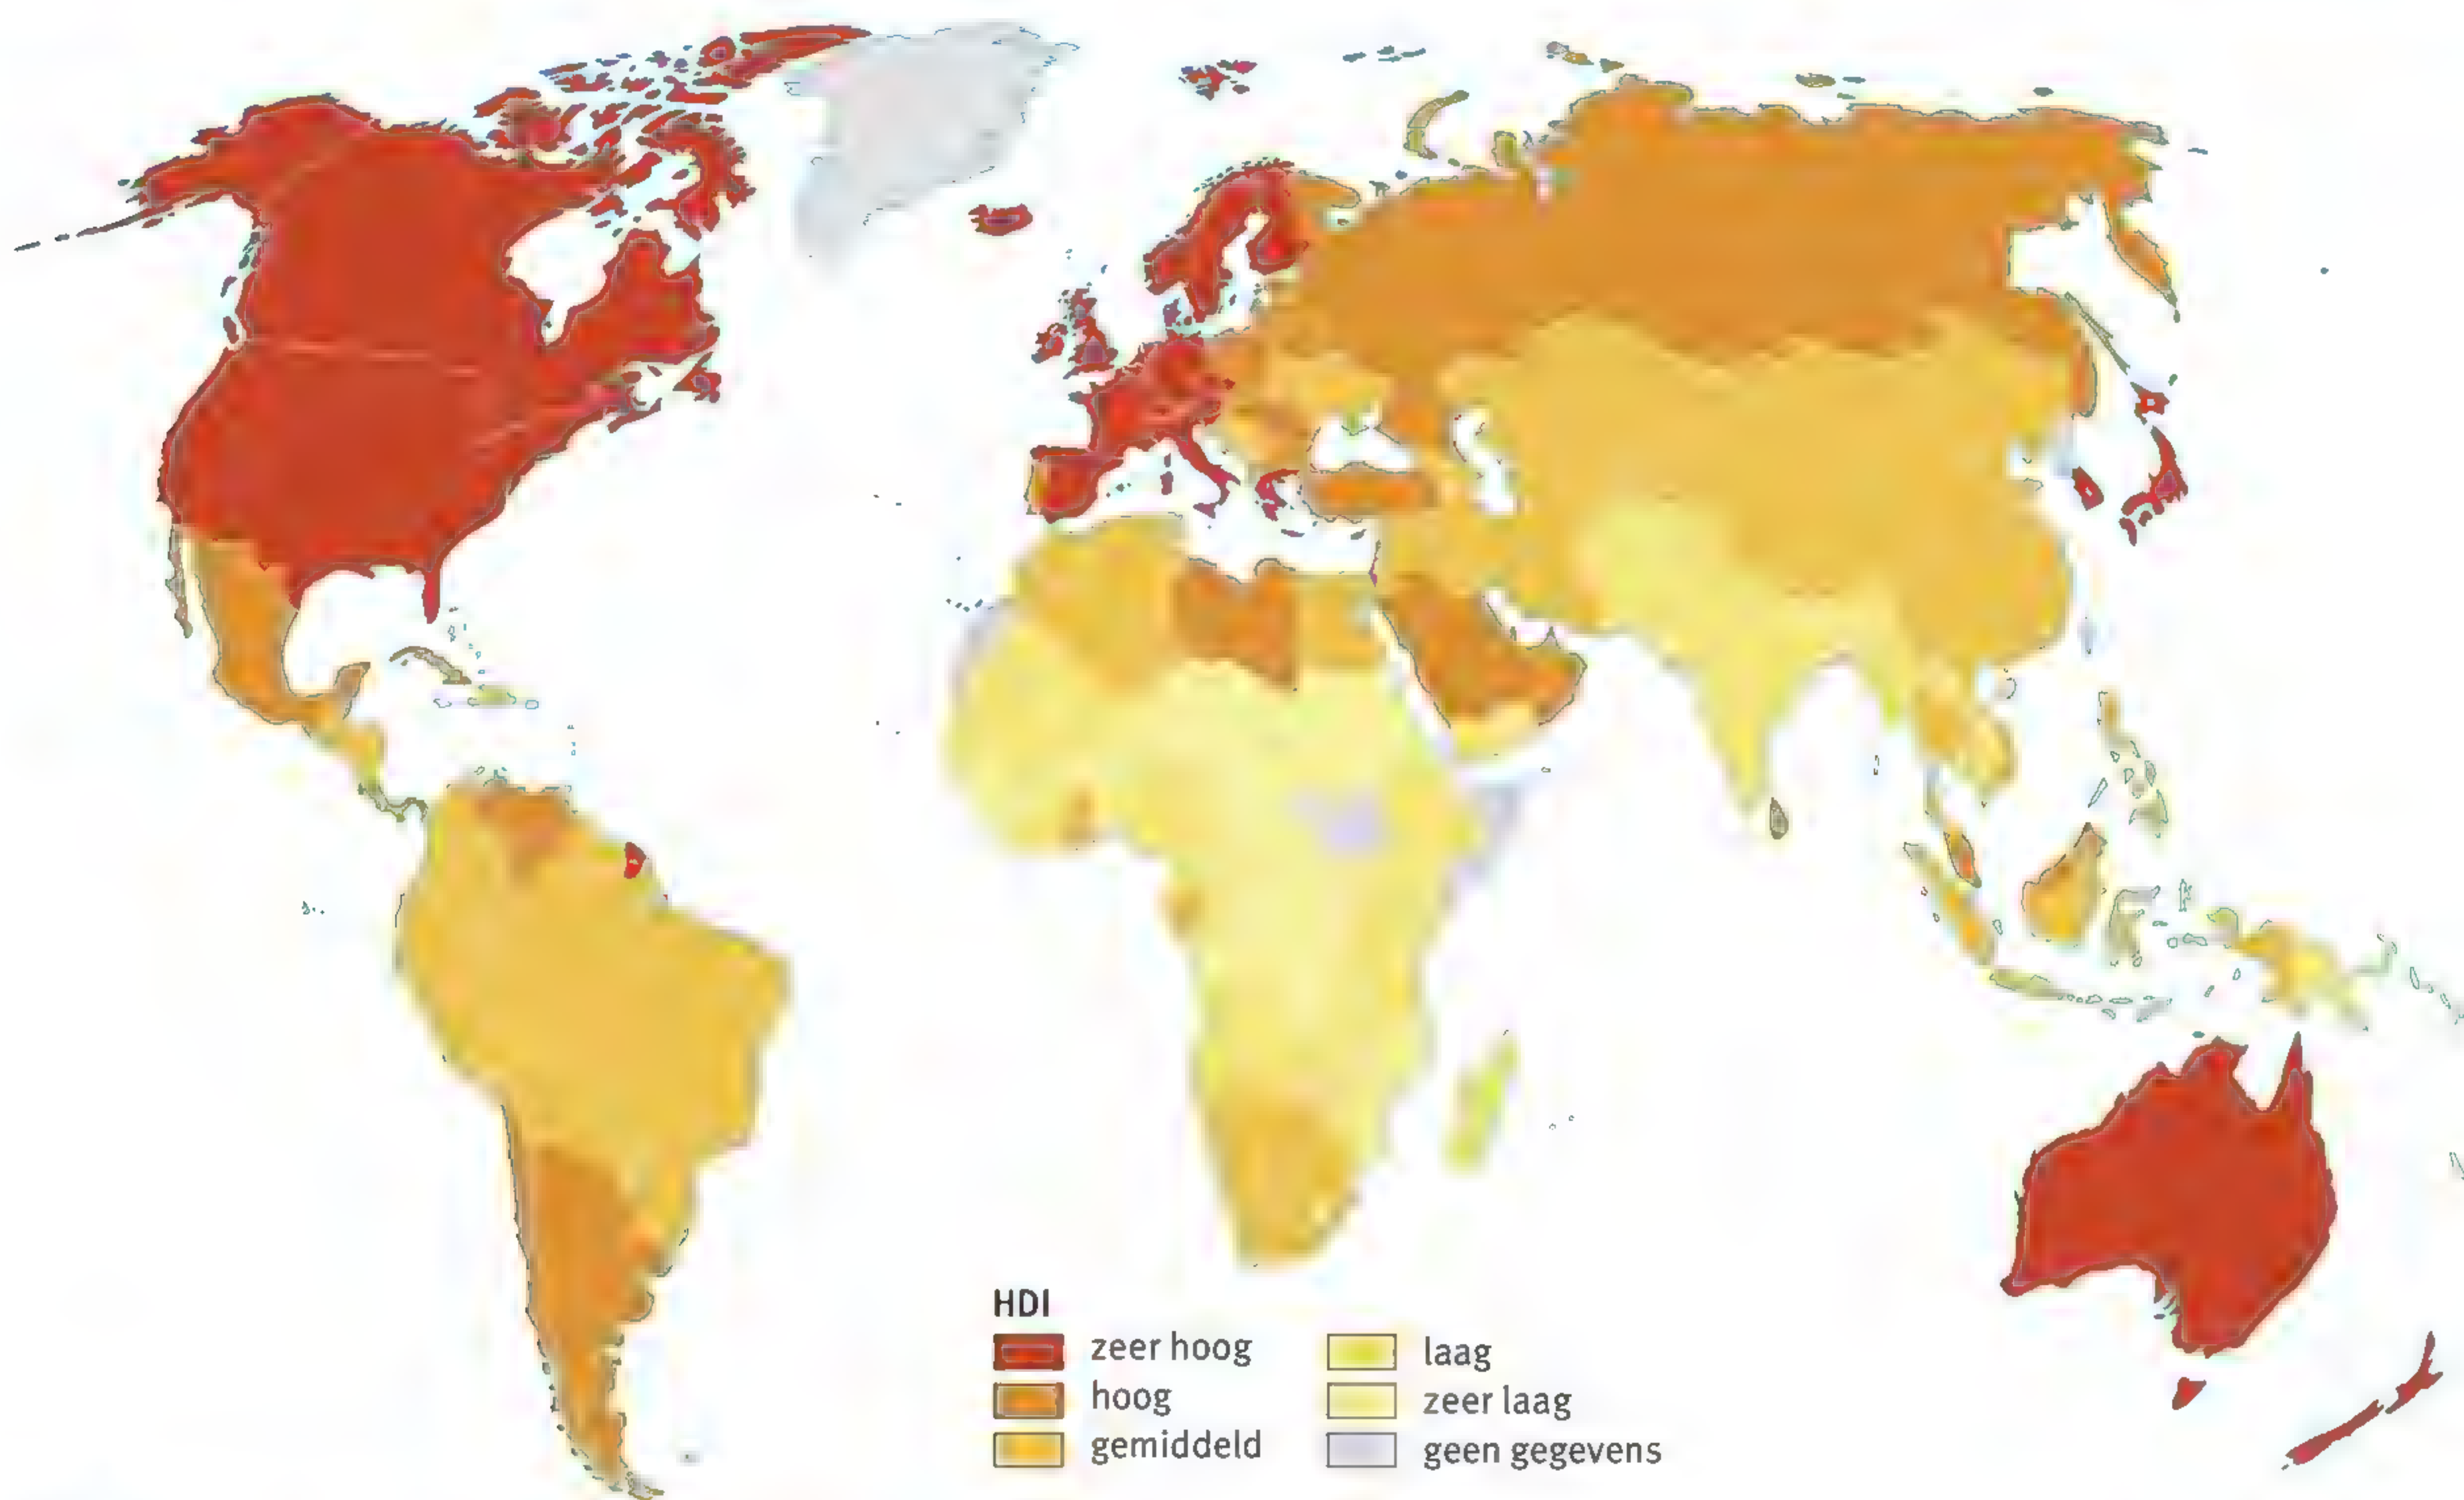 HDI
zeer hoog
hoog
gemiddeld
laag
zeer laag
geen gegevens